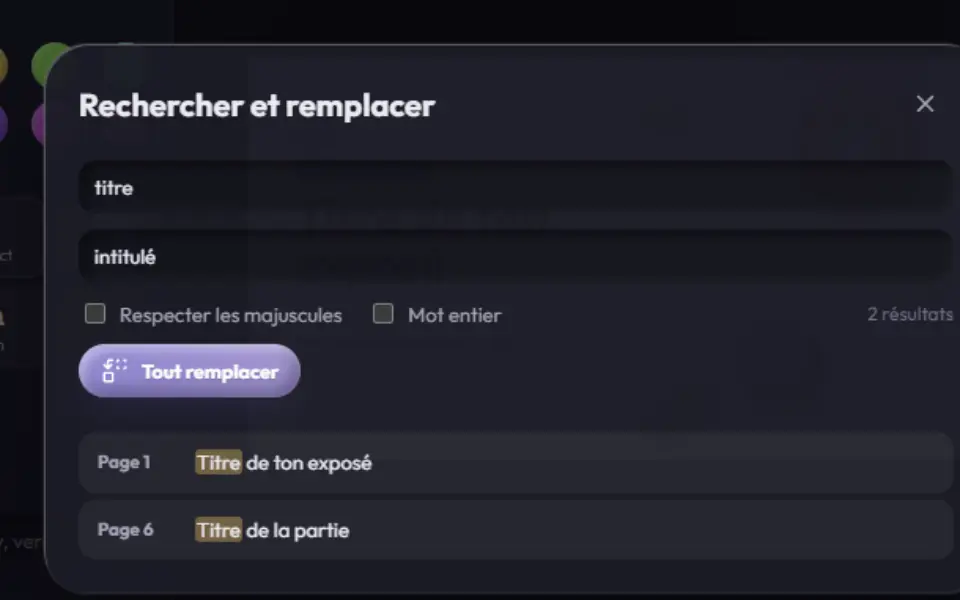 Rechercher et remplacer
titre
intitulé
Respecter les majuscules Mot entier 2 résultats
Tout remplacer
Page 1 Titre de ton exposé
Page 6 Titre de la partie